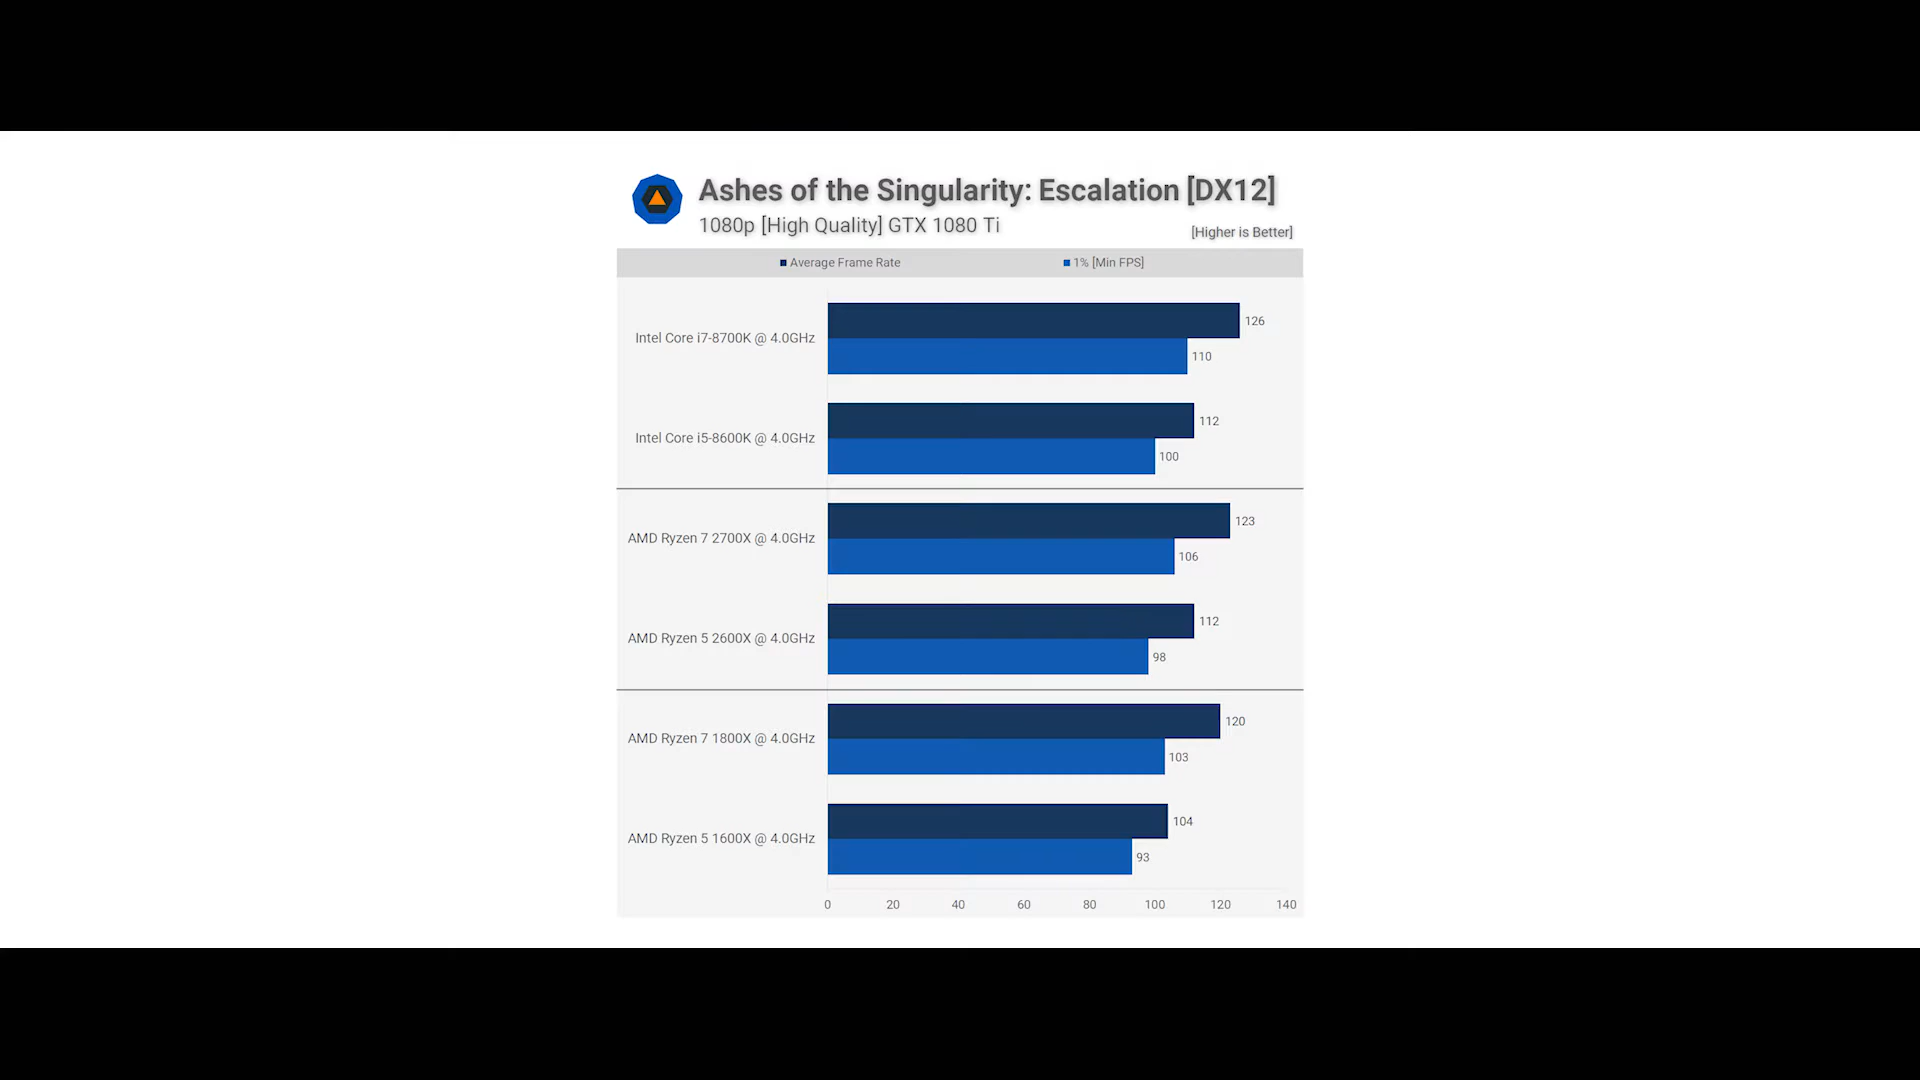 Ashes of the Singularity: Escalation [DX12]
1080p [High Quality] GTX 1080 Ti
[Higher is Better]
Average Frame Rate
1% [Min FPS]
Intel Core i7-8700K @ 4.0GHz
126
110
Intel Core i5-8600K @ 4.0GHz
112
100
AMD Ryzen 7 2700X @ 4.0GHz
123
106
AMD Ryzen 5 2600X @ 4.0GHz
112
98
AMD Ryzen 7 1800X @ 4.0GHz
120
103
AMD Ryzen 5 1600X @ 4.0GHz
104
93
0 20 40 60 80 100 120 140